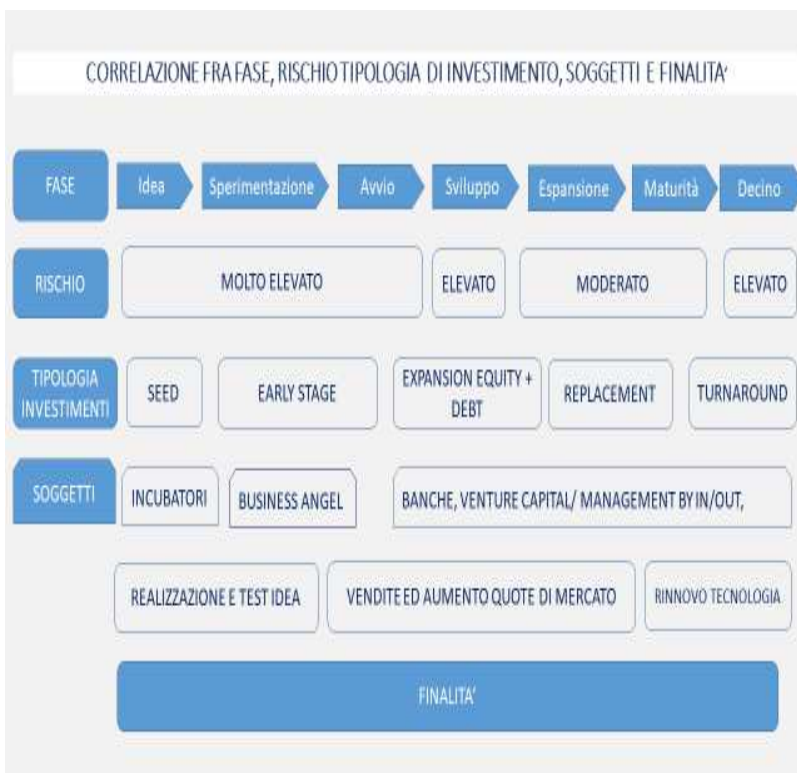 CORRELAZIONE FRA FASE, RISCHIO TIPOLOGIA DI INVESTIMENTO, SOGGETTI E FINALITA'
FASE
Idea
Sperimentazione
Avvio
Sviluppo
Espansione
Maturità
Decino
RISCHIO
MOLTO ELEVATO
ELEVATO
MODERATO
ELEVATO
TIPOLOGIA
INVESTIMENTI
SEED
EARLY STAGE
EXPANSION EQUITY +
DEBT
REPLACEMENT
TURNAROUND
SOGGETTI
INCUBATORI
BUSINESS ANGEL
BANCHE, VENTURE CAPITAL/ MANAGEMENT BY IN/OUT,
REALIZZAZIONE E TEST IDEA
VENDITE ED AUMENTO QUOTE DI MERCATO
RINNOVO TECNOLOGIA
FINALITA'